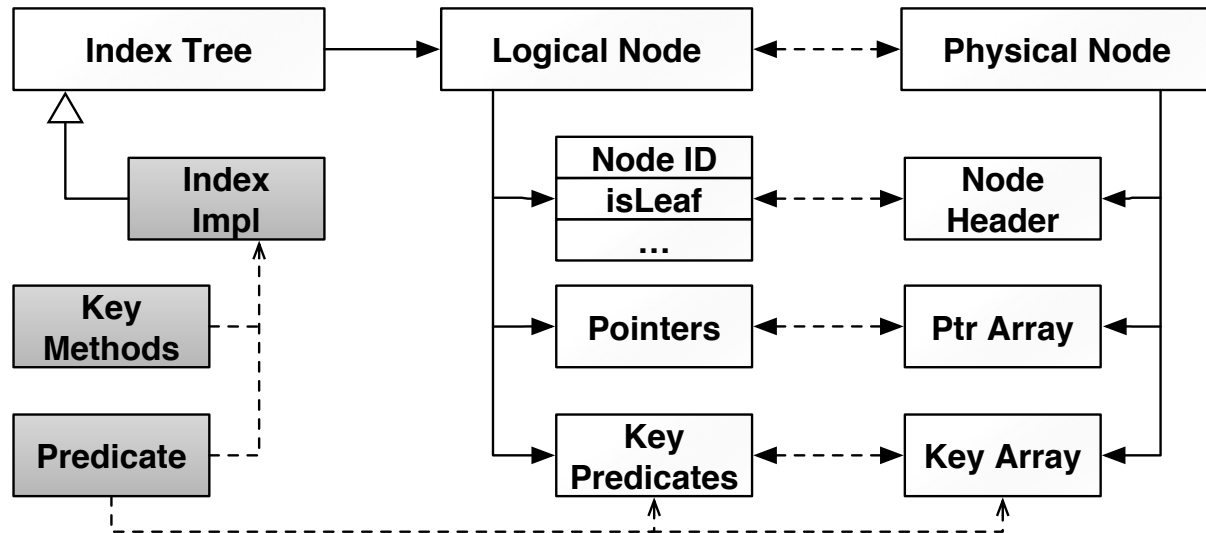 Index Tree
Logical Node
Physical Node
Index
Impl
Node ID
isLeaf
...
Node
Header
Key
Methods
Pointers
Ptr Array
Predicate
Key
Predicates
Key Array